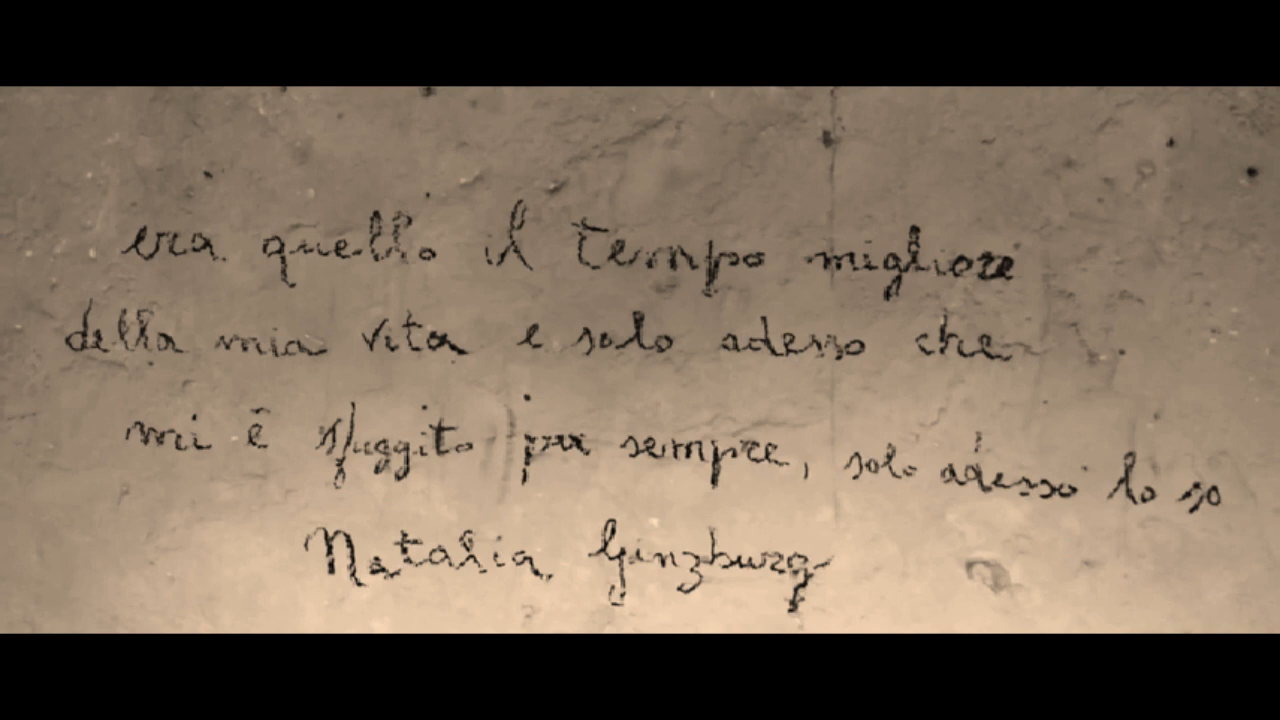 era quello il tempo migliore
della mia vita e solo adesso che
mi è sfuggito per sempre, solo adesso lo so
Natalia Ginzburg